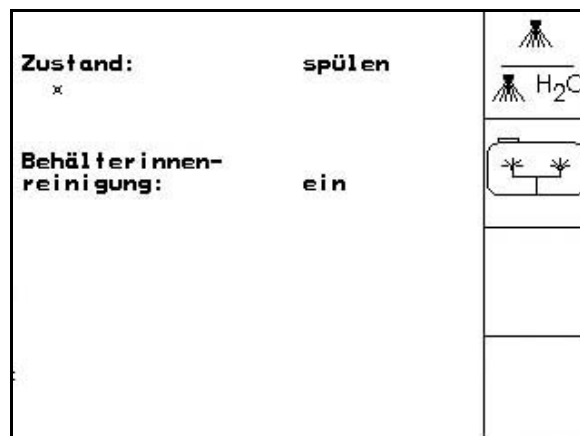 Zustand: spülen
Behälterinnen-
reinigung: ein
H2O